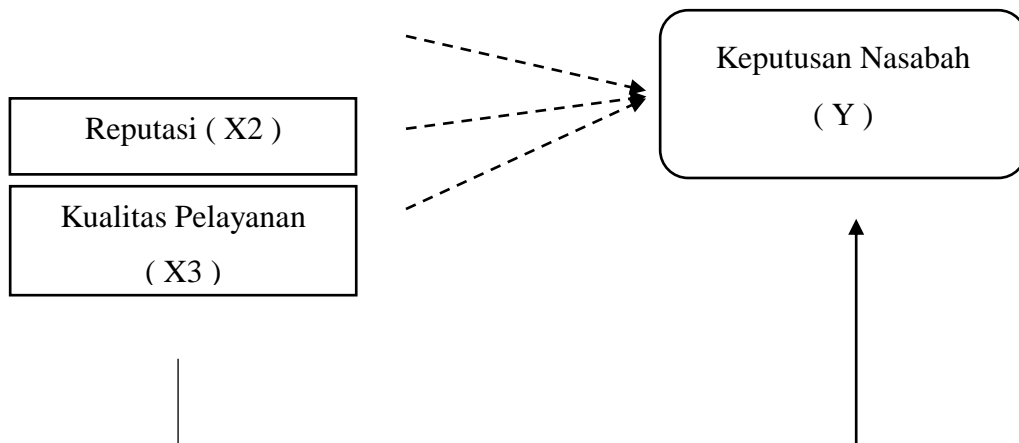 Keputusan Nasabah
( Y )
Reputasi ( X2 )
Kualitas Pelayanan
( X3 )